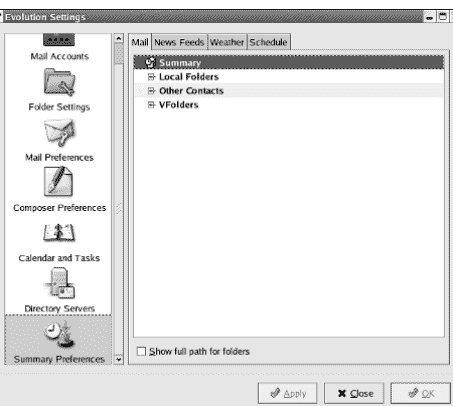 Evolution Settings
Mail Accounts
Folder Settings
Mail Preferences
Composer Preferences
Calendar and Tasks
Directory Servers
Summary Preferences
Mail News Feeds Weather Schedule
Summary
Local Folders
Other Contacts
VFolders
Show full path for folders
Apply Close OK